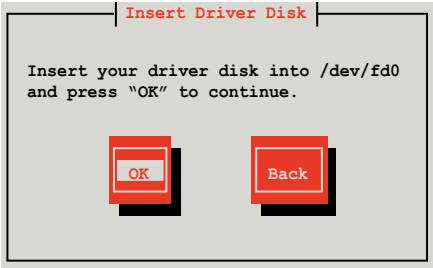 Insert Driver Disk
Insert your driver disk into /dev/fd0
and press “OK” to continue.
OK
Back